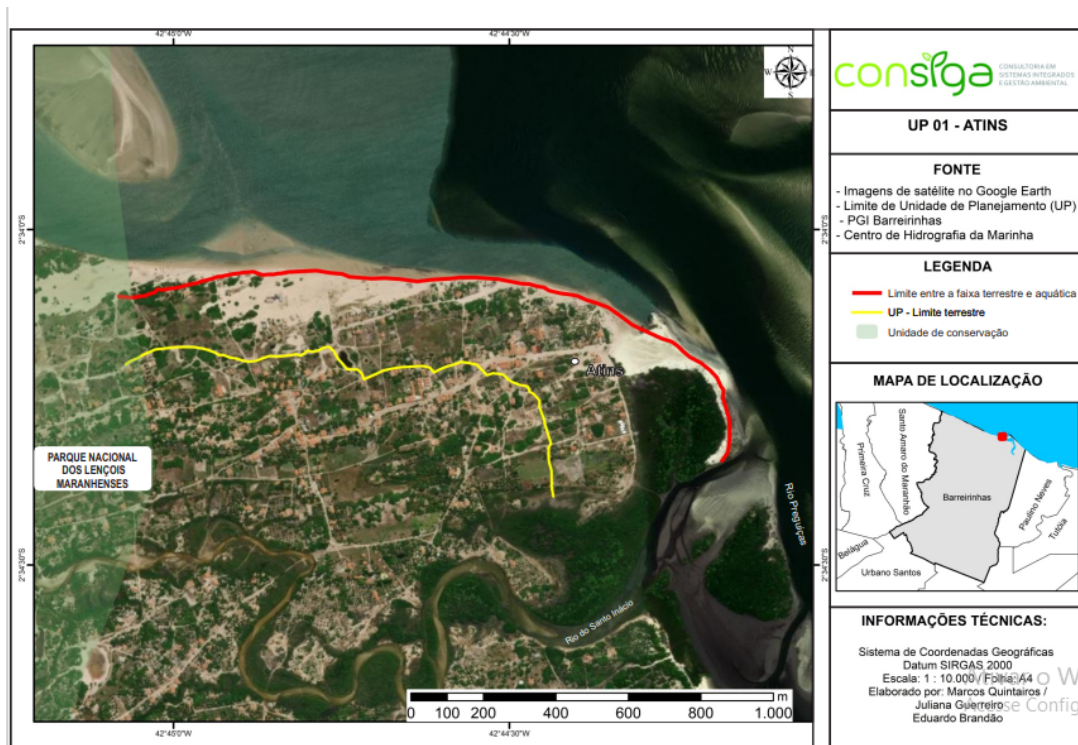 42°45'0"W
42°44'30"W
N
W
E
S
2°34'0"S
2°34'0"S
Atins
PARQUE NACIONAL
DOS LENÇOIS
MARANHENSES
Rio Preguiças
2°34'30"S
2°34'30"S
Rio do Santo Inácio
m
0 100 200 400 600 800 1.000
42°45'0"W
42°44'30"W
consiga
CONSULTORIA EM
SISTEMAS INTEGRADOS
E GESTÃO AMBIENTAL
UP 01 - ATINS
FONTE
- Imagens de satélite no Google Earth
- Limite de Unidade de Planejamento (UP)
- PGI Barreirinhas
- Centro de Hidrografia da Marinha
LEGENDA
Limite entre a faixa terrestre e aquática
UP - Limite terrestre
Unidade de conservação
MAPA DE LOCALIZAÇÃO
Primeira Cruz
Santo Amaro do Maranhão
Barreirinhas
Paulino Neves
Tutóia
Belágua
Urbano Santos
INFORMAÇÕES TÉCNICAS:
Sistema de Coordenadas Geográficas
Datum SIRGAS 2000
Escala: 1 : 10.000 / Folha: A4
Elaborado por: Marcos Quintairos /
Juliana Guerreiro
Eduardo Brandão